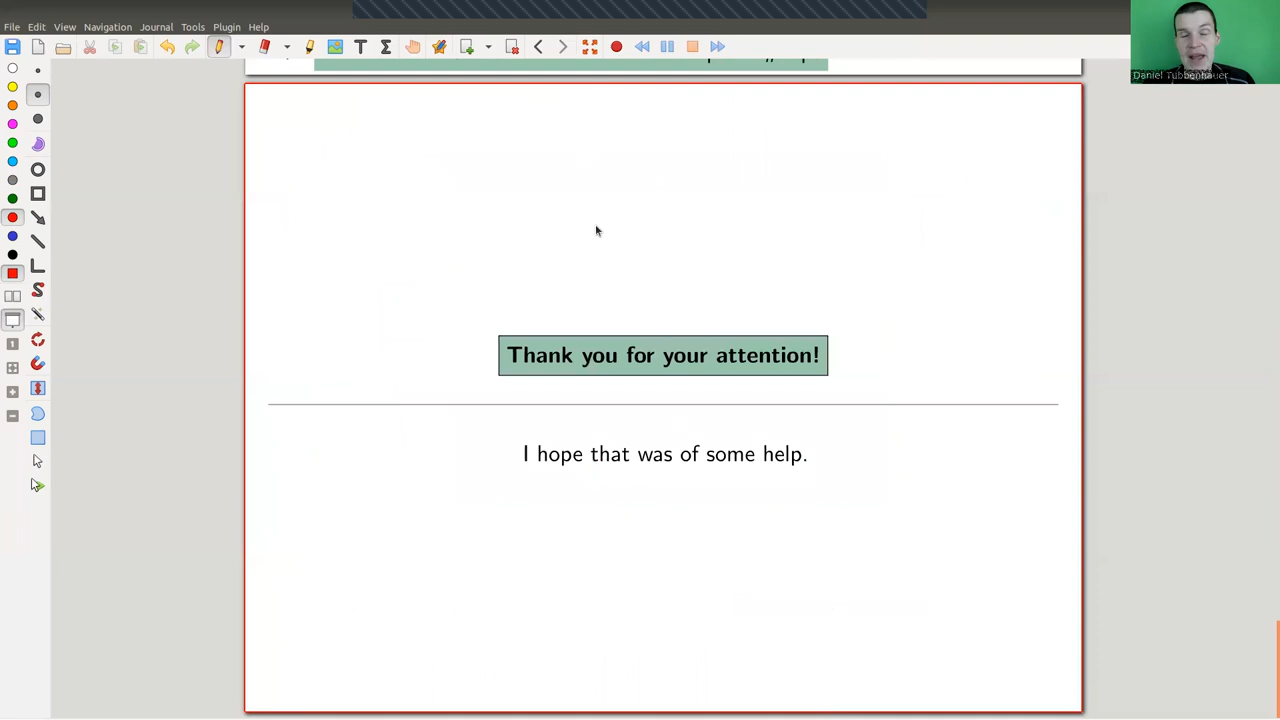 File Edit View Navigation Journal Tools Plugin Help
Daniel Tubbenhauer
Thank you for your attention!
I hope that was of some help.